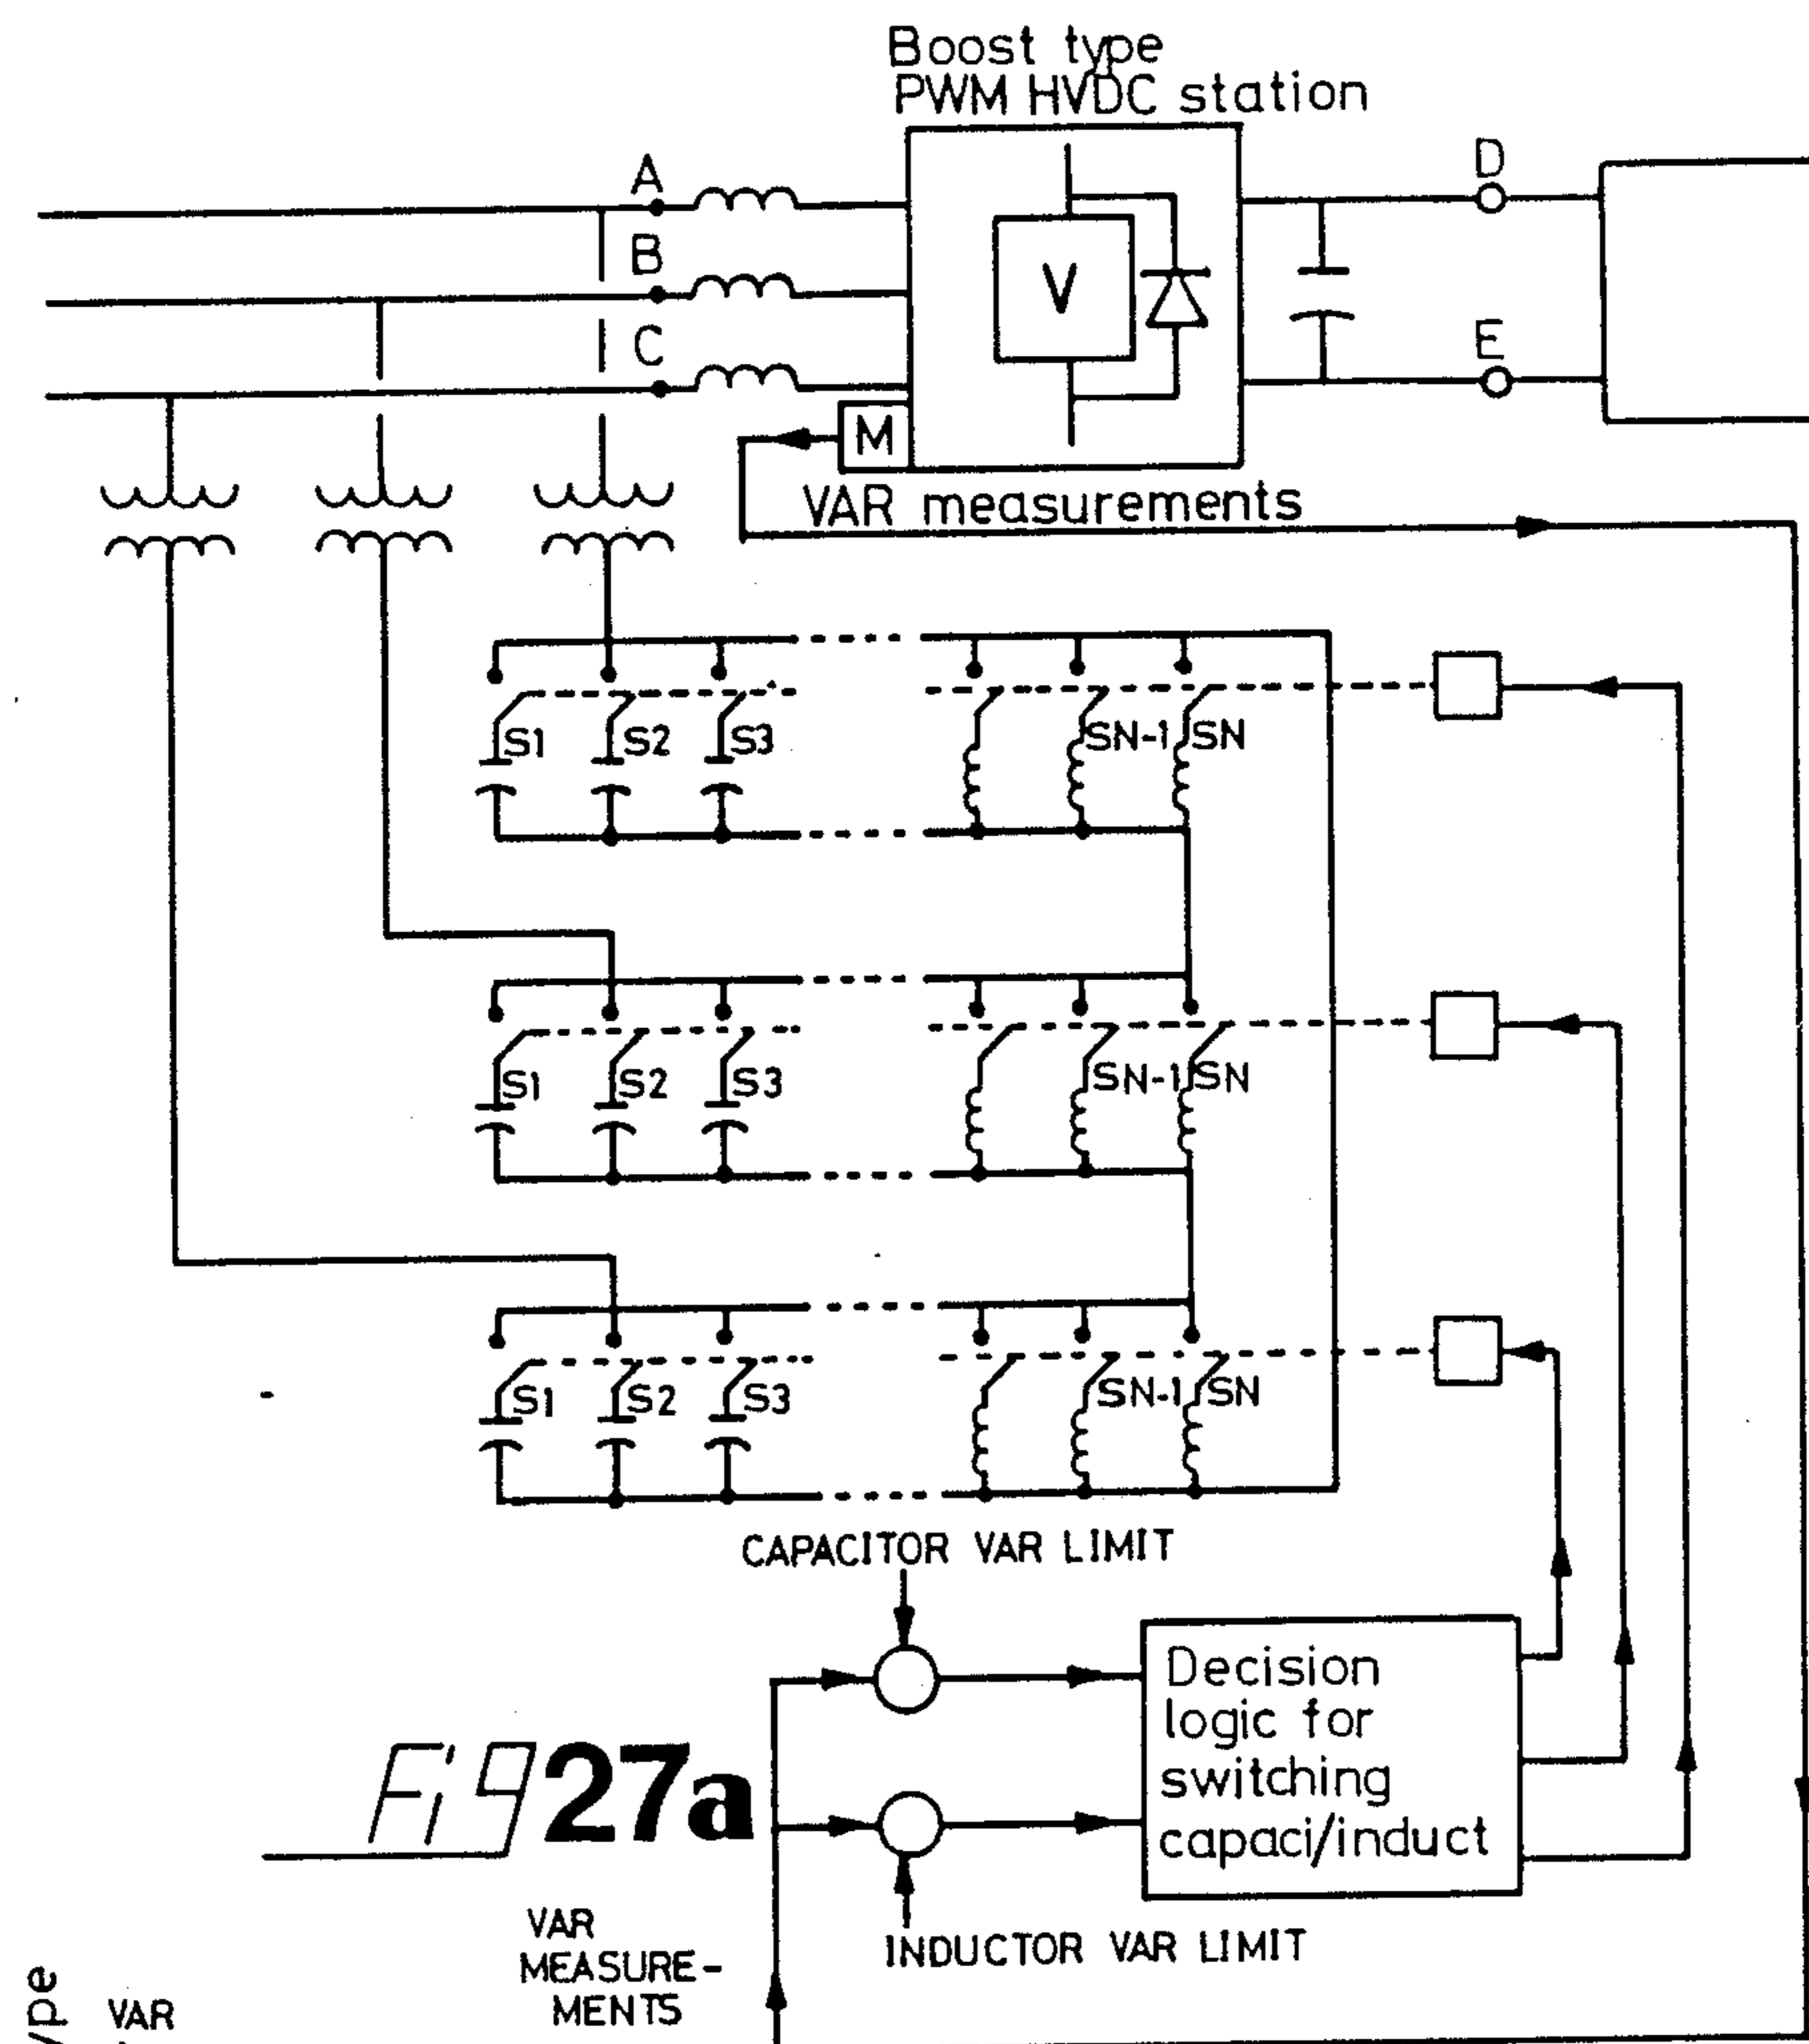 Boost type
PWM HVDC station
A
B
C
D
E
V
M
VAR measurements
S1 S2 S3 SN-1 SN
S1 S2 S3 SN-1 SN
S1 S2 S3 SN-1 SN
CAPACITOR VAR LIMIT
Decision
logic for
switching
capaci/induct
Fig 27a
INDUCTOR VAR LIMIT
VAR
MEASURE-
MENTS
VAR